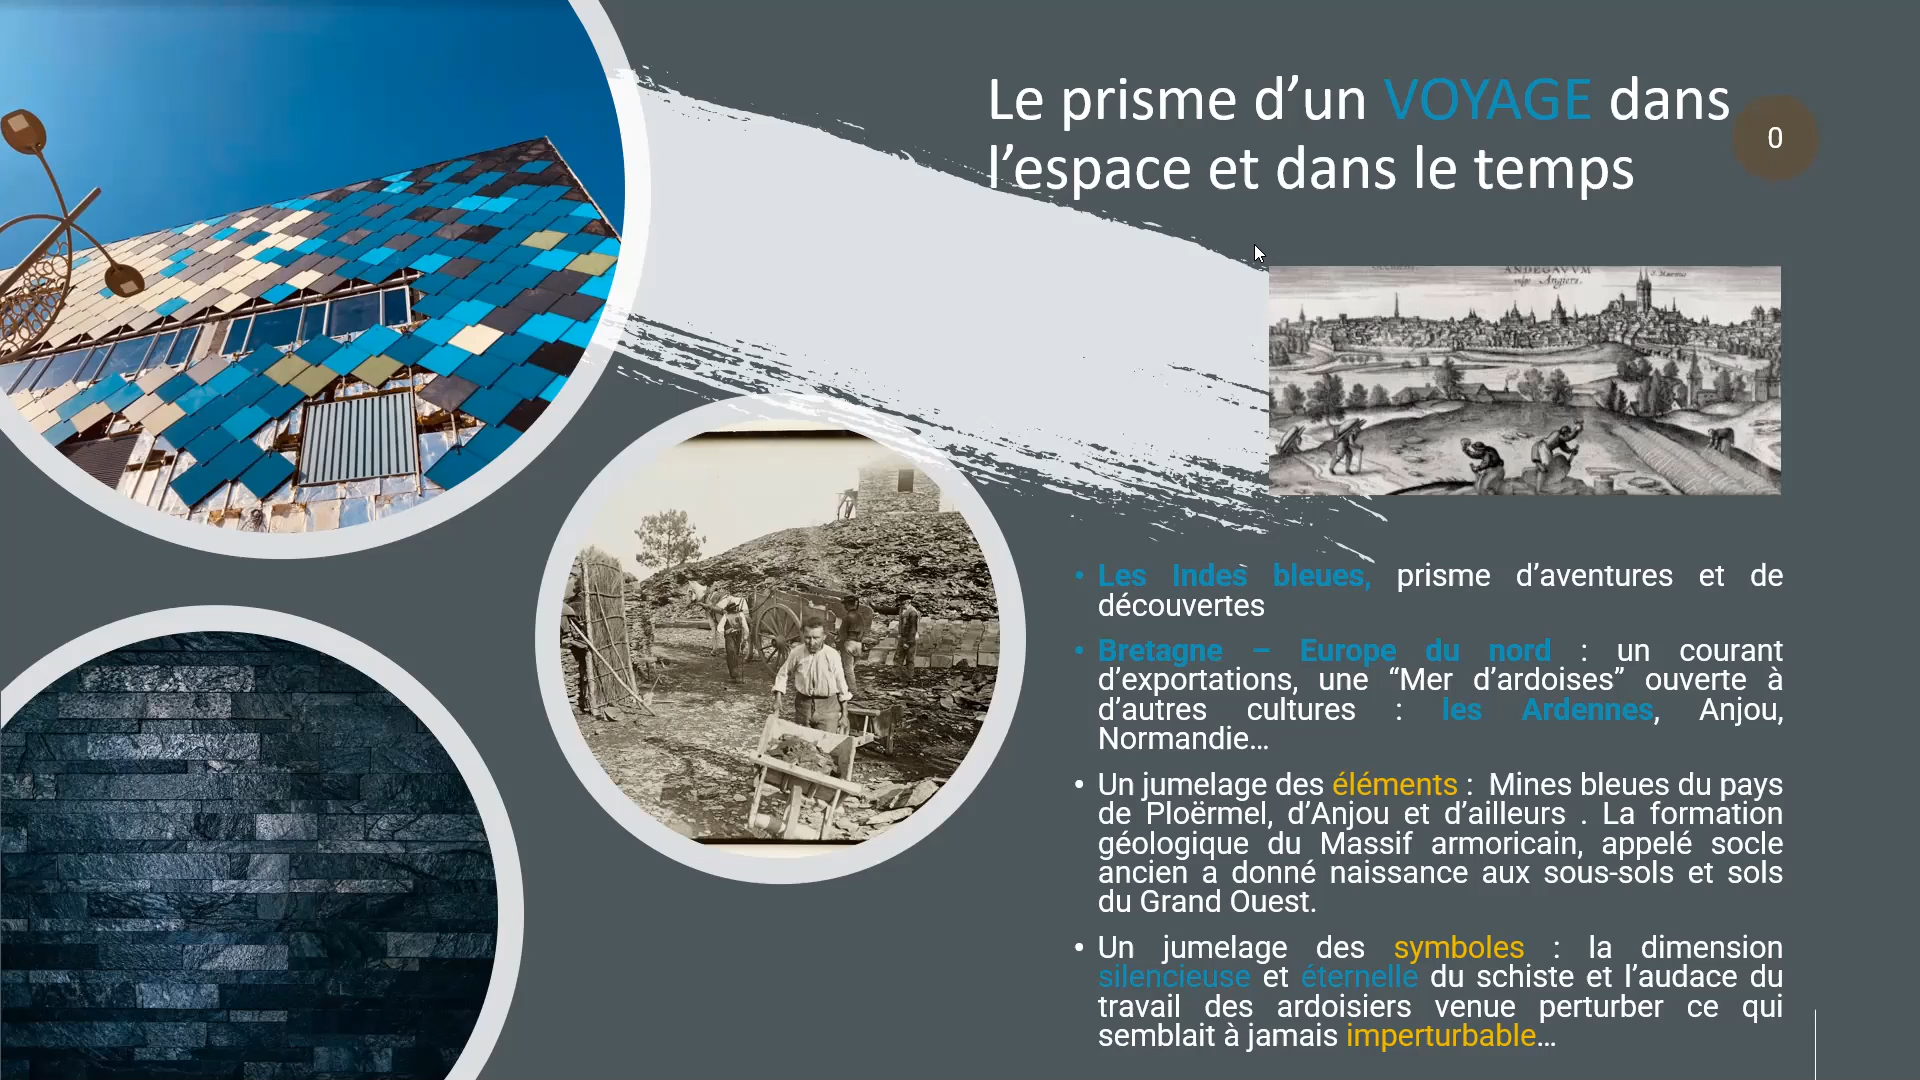 Le prisme d’un VOYAGE dans
l’espace et dans le temps
0
ANDEGAVVM
vulgo Angiers.
• Les Indes bleues, prisme d’aventures et de
découvertes
• Bretagne – Europe du nord : un courant
d’exportations, une “Mer d’ardoises” ouverte à
d’autres cultures : les Ardennes, Anjou,
Normandie…
• Un jumelage des éléments : Mines bleues du pays
de Ploërmel, d’Anjou et d’ailleurs . La formation
géologique du Massif armoricain, appelé socle
ancien a donné naissance aux sous-sols et sols
du Grand Ouest.
• Un jumelage des symboles : la dimension
silencieuse et éternelle du schiste et l’audace du
travail des ardoisiers venue perturber ce qui
semblait à jamais imperturbable…